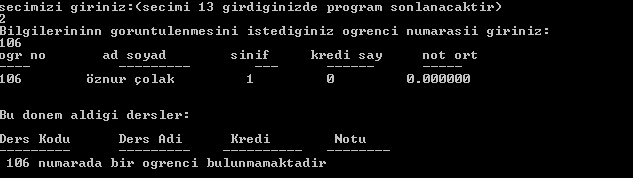 secimizi giriniz:(secimi 13 girdiginizde program sonlanacaktir)
2
Bilgilerininn goruntulenmesini istediginiz ogrenci numarasii giriniz:
106
ogr no ad soyad sinif kredi say not ort
---- --------- --- ------ -----
106 öznur çolak 1 0 0.000000
Bu donem aldigi dersler:
Ders Kodu Ders Adi Kredi Notu
--------- --------- ---------- --------
106 numarada bir ogrenci bulunmamaktadir